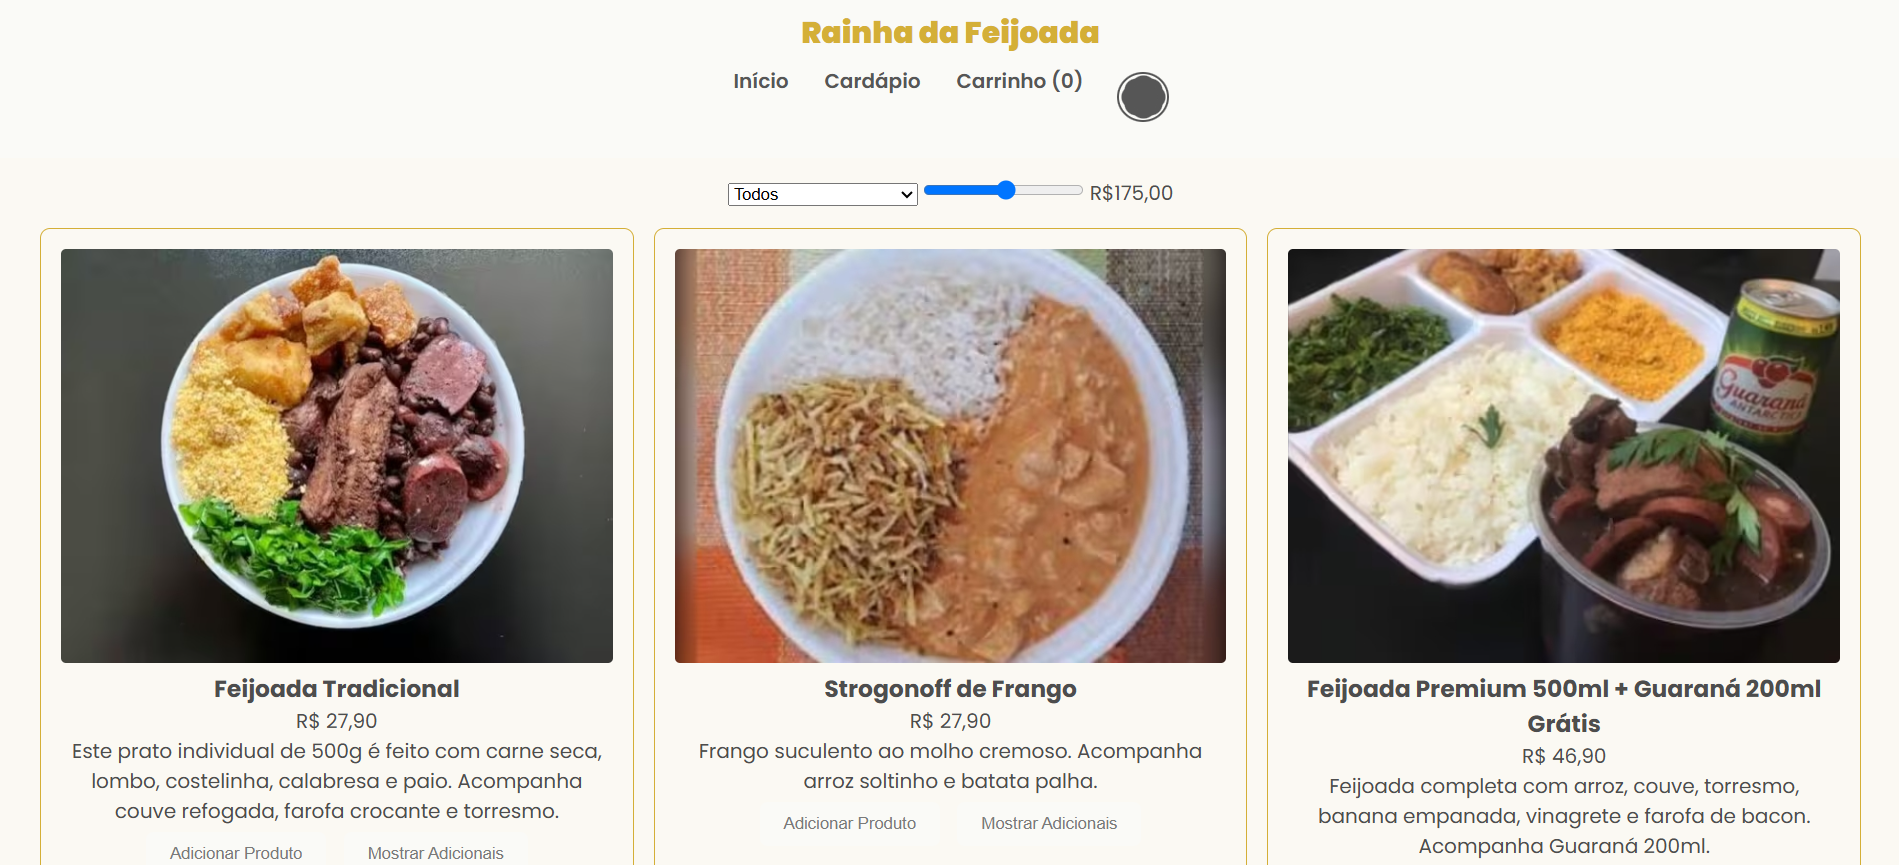 Rainha da Feijoada
Início Cardápio Carrinho (0)
Todos R$175,00
Guaraná
ANTARCTICA
Feijoada Tradicional
R$ 27,90
Este prato individual de 500g é feito com carne seca,
lombo, costelinha, calabresa e paio. Acompanha
couve refogada, farofa crocante e torresmo.
Adicionar Produto Mostrar Adicionais
Strogonoff de Frango
R$ 27,90
Frango suculento ao molho cremoso. Acompanha
arroz soltinho e batata palha.
Adicionar Produto Mostrar Adicionais
Feijoada Premium 500ml + Guaraná 200ml
Grátis
R$ 46,90
Feijoada completa com arroz, couve, torresmo,
banana empanada, vinagrete e farofa de bacon.
Acompanha Guaraná 200ml.